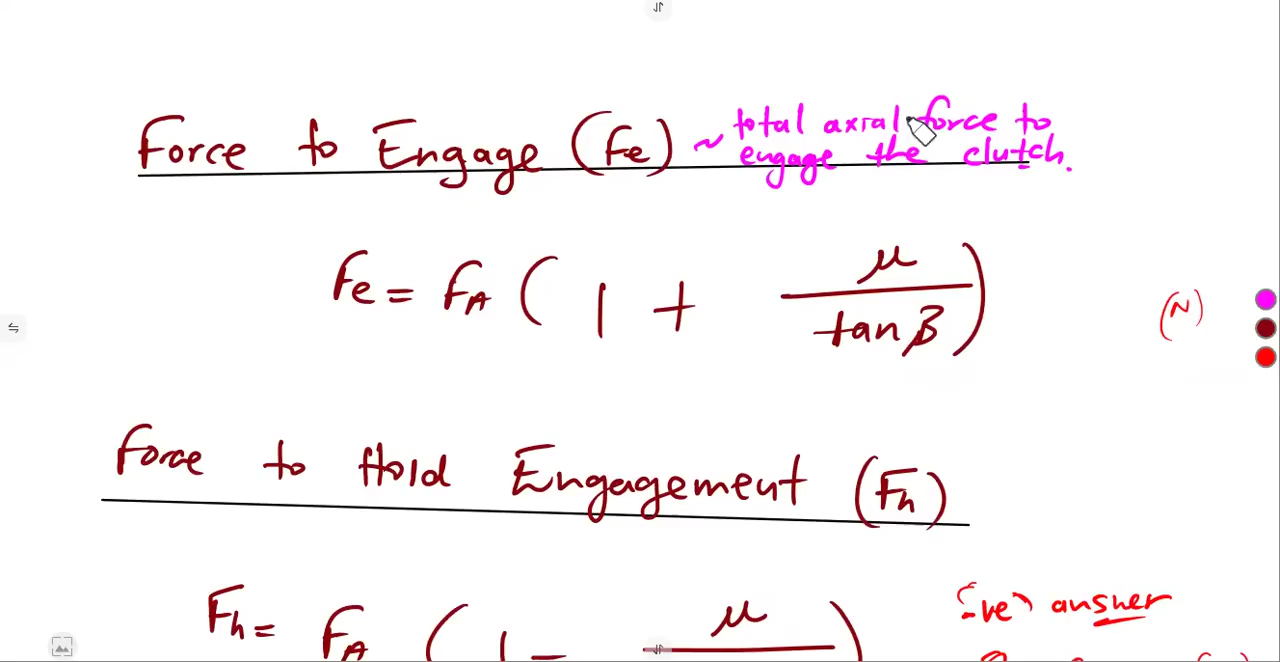 Force to Engage (Fe) ~ total axial force to
engage the clutch.
Fe = FA ( 1 + μ / tan β )
(N)
Force to Hold Engagement (Fh)
Fh = FA ( 1 - μ )
(-ve) answer